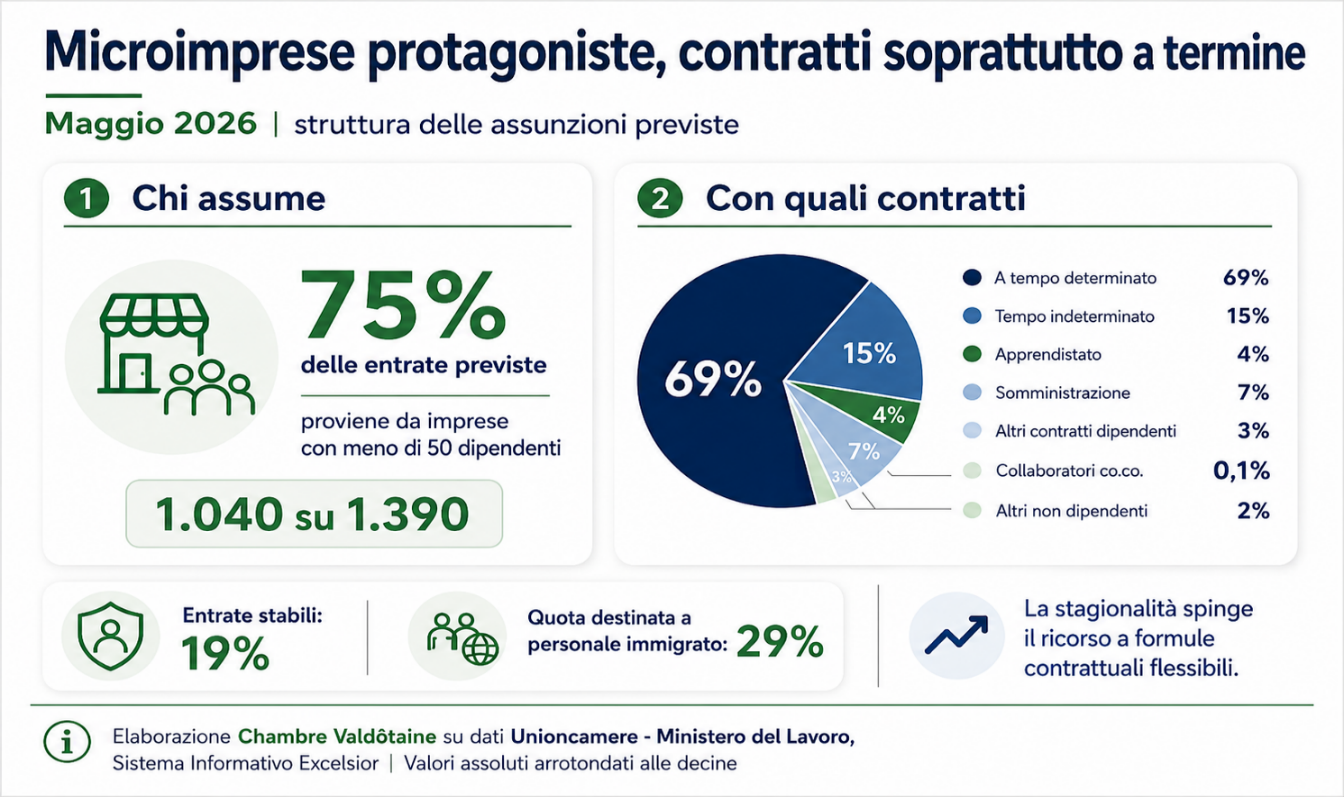 Microimprese protagoniste, contratti soprattutto a termine
Maggio 2026 | struttura delle assunzioni previste
1 Chi assume
75%
delle entrate previste
proviene da imprese
con meno di 50 dipendenti
1.040 su 1.390
2 Con quali contratti
69%
15%
4%
7%
3%
A tempo determinato 69%
Tempo indeterminato 15%
Apprendistato 4%
Somministrazione 7%
Altri contratti dipendenti 3%
Collaboratori co.co. 0,1%
Altri non dipendenti 2%
Entrate stabili:
19%
Quota destinata a
personale immigrato: 29%
La stagionalità spinge
il ricorso a formule
contrattuali flessibili.
i
Elaborazione Chambre Valdôtaine su dati Unioncamere - Ministero del Lavoro,
Sistema Informativo Excelsior | Valori assoluti arrotondati alle decine